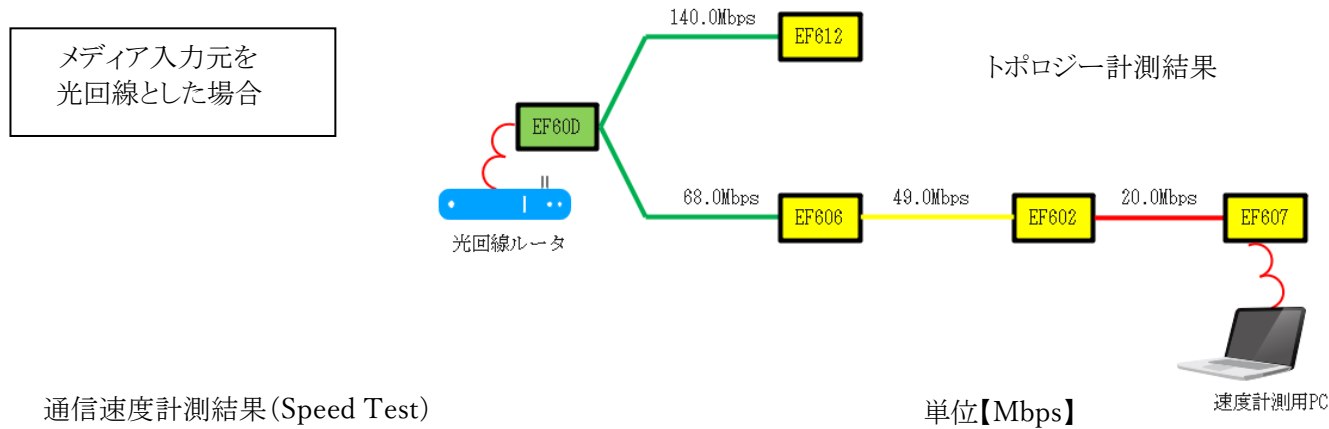 メディア入力元を
光回線とした場合
140.0Mbps
EF612
トポロジー計測結果
EF60D
68.0Mbps
EF606
49.0Mbps
EF602
20.0Mbps
EF607
光回線ルータ
速度計測用PC
通信速度計測結果(Speed Test)
単位【Mbps】